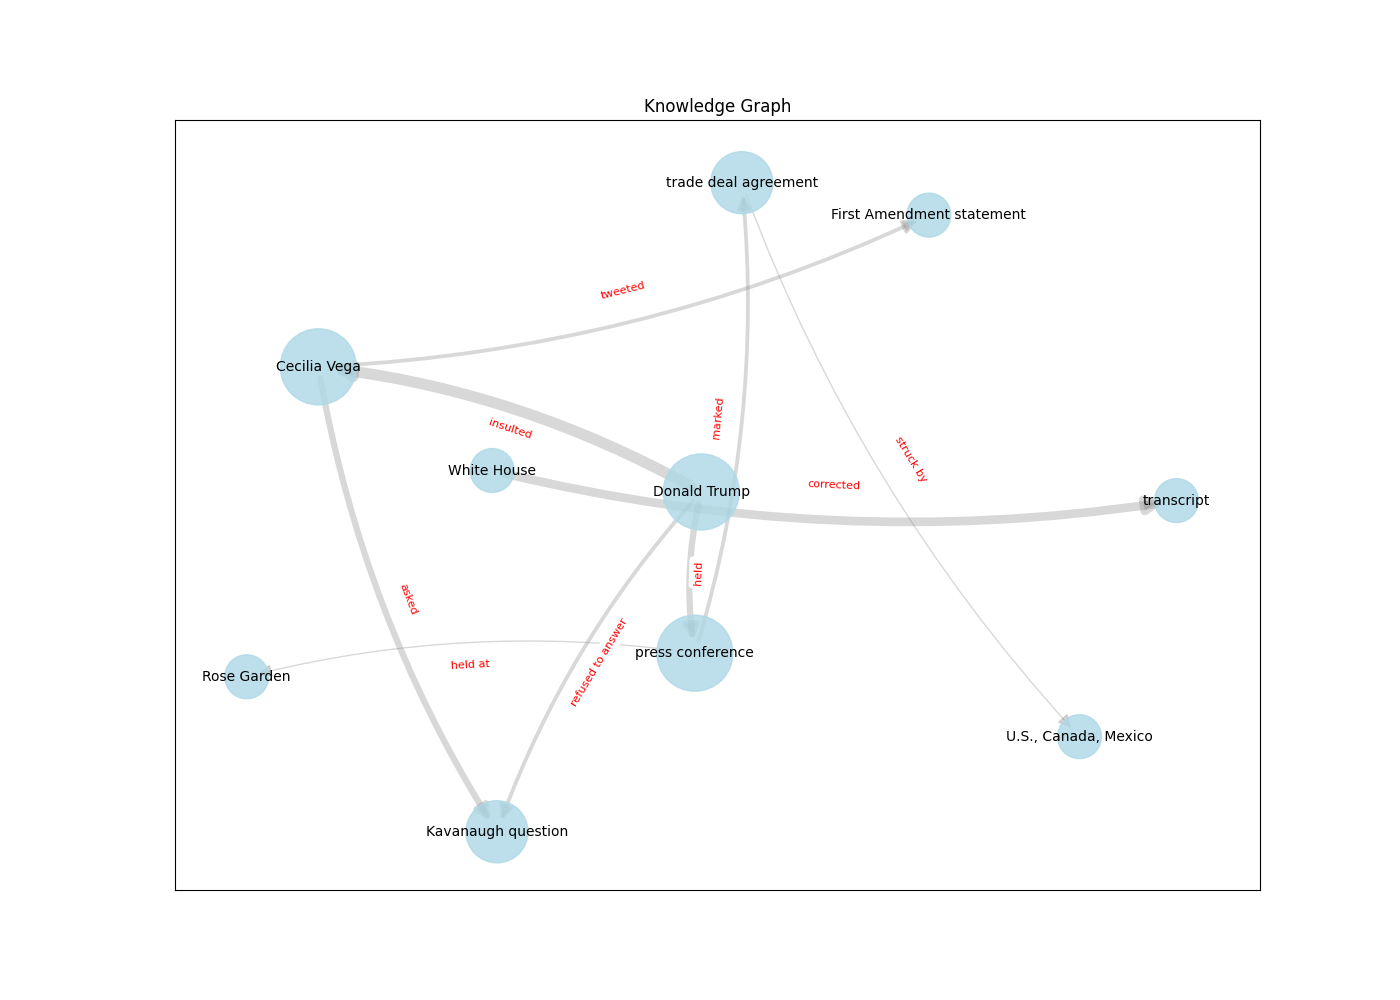 Knowledge Graph
trade deal agreement
First Amendment statement
tweeted
Cecilia Vega
marked
insulted
struck by
White House
corrected
Donald Trump
transcript
held
asked
refused to answer
press conference
held at
Rose Garden
U.S., Canada, Mexico
Kavanaugh question